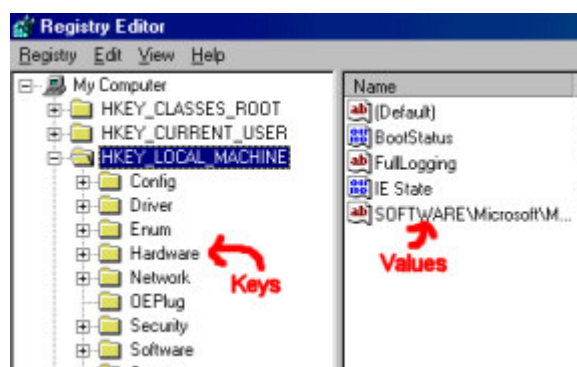 Registry Editor
Registry Edit View Help
My Computer
HKEY_CLASSES_ROOT
HKEY_CURRENT_USER
HKEY_LOCAL_MACHINE
Config
Driver
Enum
Hardware
Network
OEPlug
Security
Software
Keys
Name
(Default)
BootStatus
FullLogging
IE State
SOFTWARE\Microsoft\M...
Values